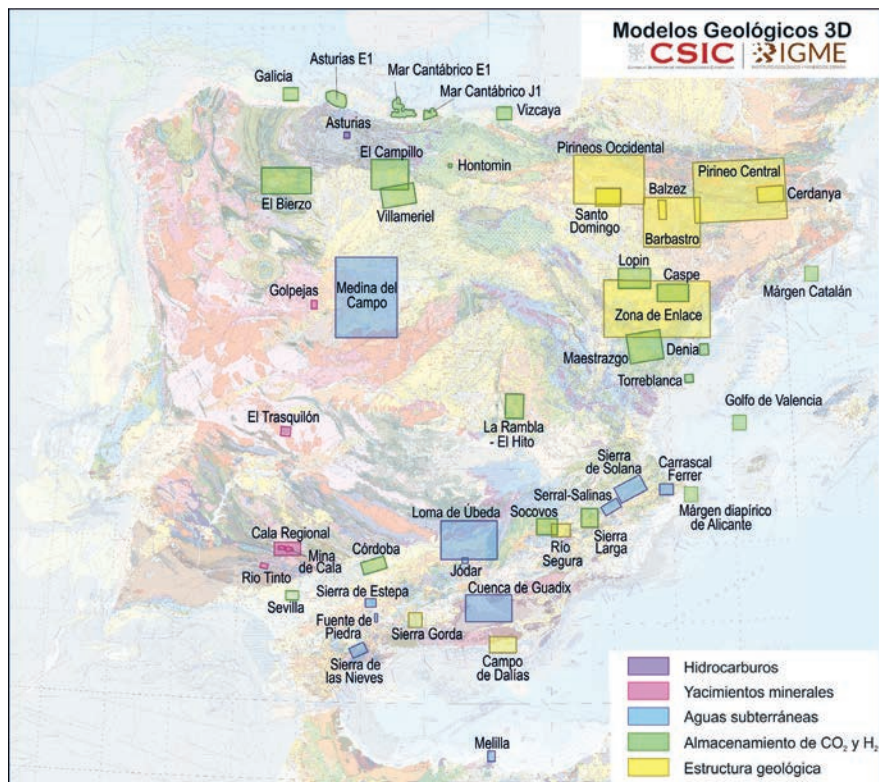 Modelos Geológicos 3D
CSIC
IGME
Asturias E1
Galicia
Mar Cantábrico E1
Mar Cantábrico J1
Vizcaya
Asturias
El Campillo
Hontomin
Pirineos Occidental
Pirineo Central
El Bierzo
Villameriel
Santo
Domingo
Balzez
Cerdanya
Barbastro
Lopin
Caspe
Márgen Catalán
Golpejas
Medina del
Campo
Zona de Enlace
Maestrazgo
Denia
Torreblanca
Golfo de Valencia
El Trasquilón
La Rambla
- El Hito
Sierra
de Solana
Carrascal
Ferrer
Serral-Salinas
Loma de Úbeda
Socovos
Márgen diapírico
de Alicante
Sierra
Larga
Río
Segura
Cala Regional
Mina
de Cala
Río Tinto
Córdoba
Jódar
Sevilla
Sierra de Estepa
Cuenca de Guadix
Fuente de
Piedra
Sierra Gorda
Sierra de
las Nieves
Campo
de Dalías
Melilla
Hidrocarburos
Yacimientos minerales
Aguas subterráneas
Almacenamiento de CO₂ y H₂
Estructura geológica